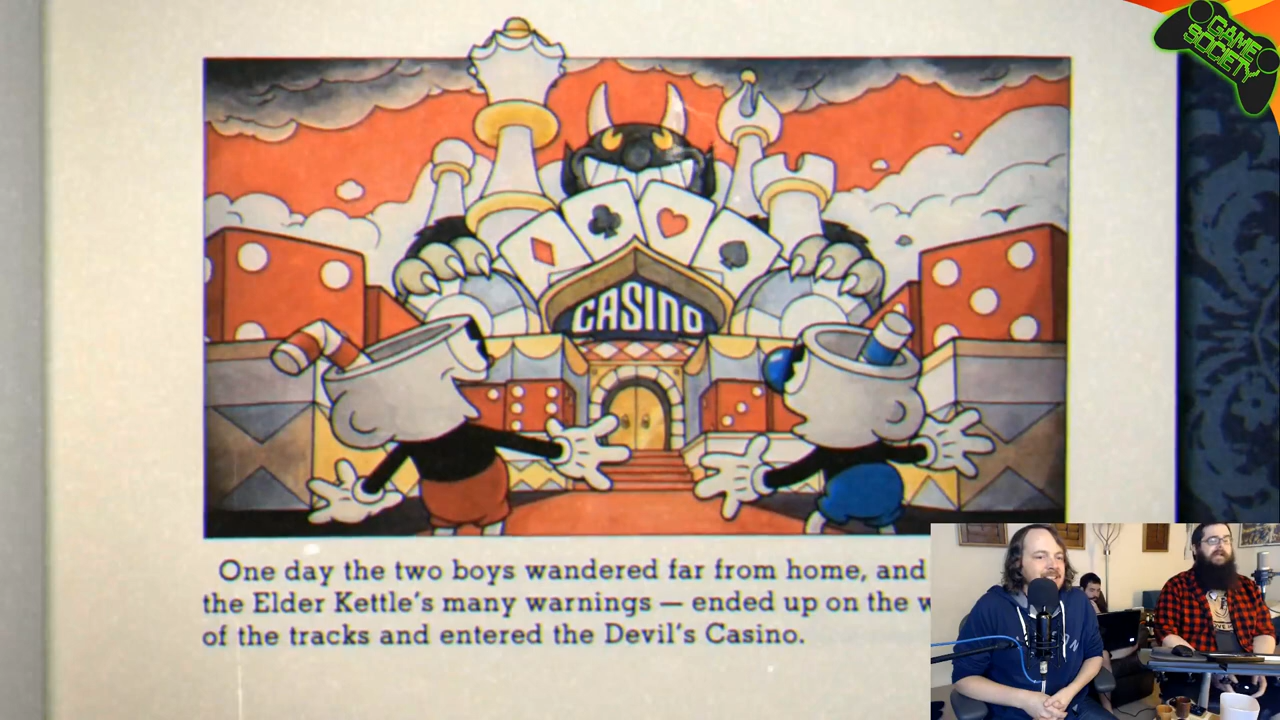 GAME
SOCIETY
CASINO
One day he two boys wandered far from home, and
the Elder Kettle's many warnings — ended up on the w
of the tracks and entered the Devil's Casino.